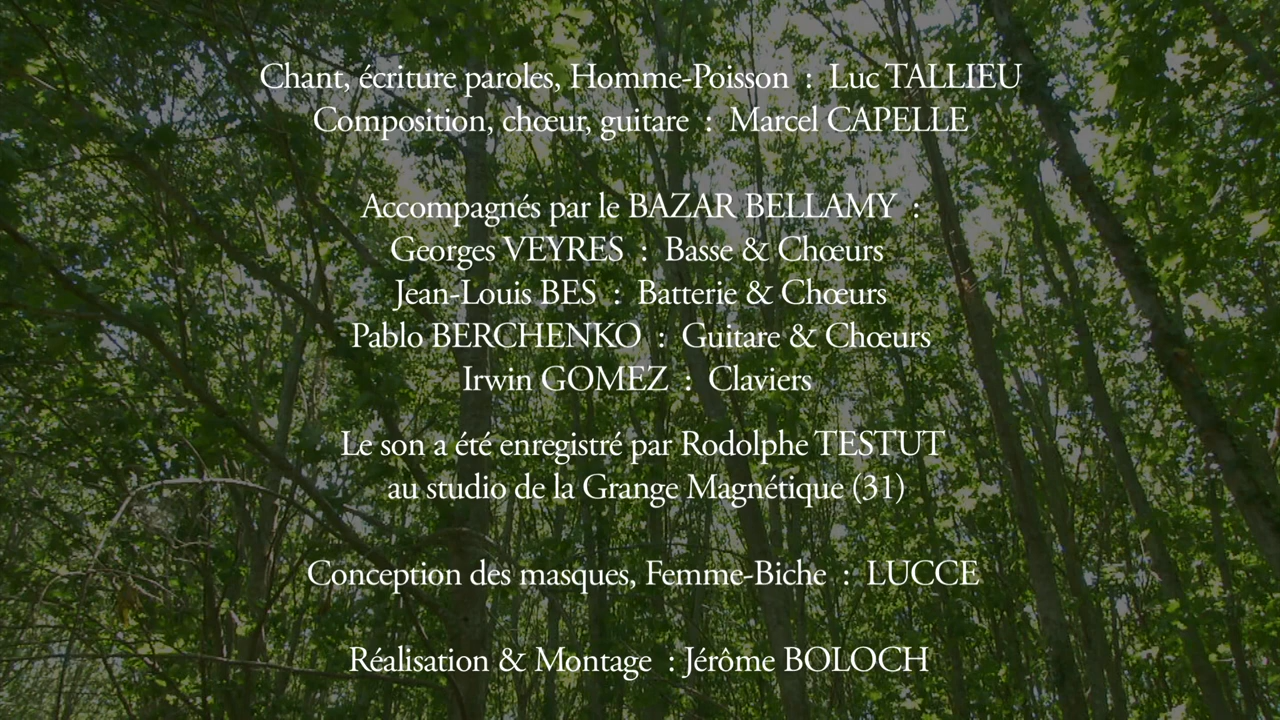 Chant, écriture paroles, Homme-Poisson : Luc TALLIEU
Composition, chœur, guitare : Marcel CAPELLE
Accompagnés par le BAZAR BELLAMY :
Georges VEYRES : Basse & Chœurs
Jean-Louis BES : Batterie & Chœurs
Pablo BERCHENKO : Guitare & Chœurs
Irwin GOMEZ : Claviers
Le son a été enregistré par Rodolphe TESTUT
au studio de la Grange Magnétique (31)
Conception des masques, Femme-Biche : LUCCE
Réalisation & Montage : Jérôme BOLOCH